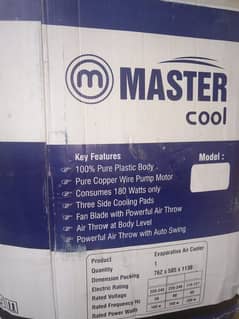 m MASTER
cool
Key Features
Model :
☞ 100% Pure Plastic Body .
☞ Pure Copper Wire Pump Motor
☞ Consumes 180 Watts only
☞ Three Side Cooling Pads
☞ Fan Blade with Powerful Air Throw
☞ Air Throw at Body Level
☞ Powerful Air Throw with Auto Swing
Product Evaporative Air Cooler
Quantity 1
Dimension Packing 762 x 585 x 1130
Electric Rating
Rated Voltage
Rated Frequency Hz
Rated Power Watt